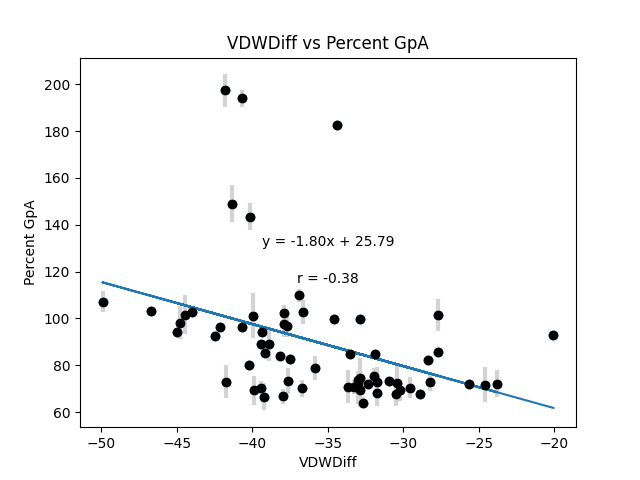 VDWDiff vs Percent GpA
200
180
160
140
120
100
80
60
Percent GpA
y = -1.80x + 25.79
r = -0.38
−50 −45 −40 −35 −30 −25 −20
VDWDiff